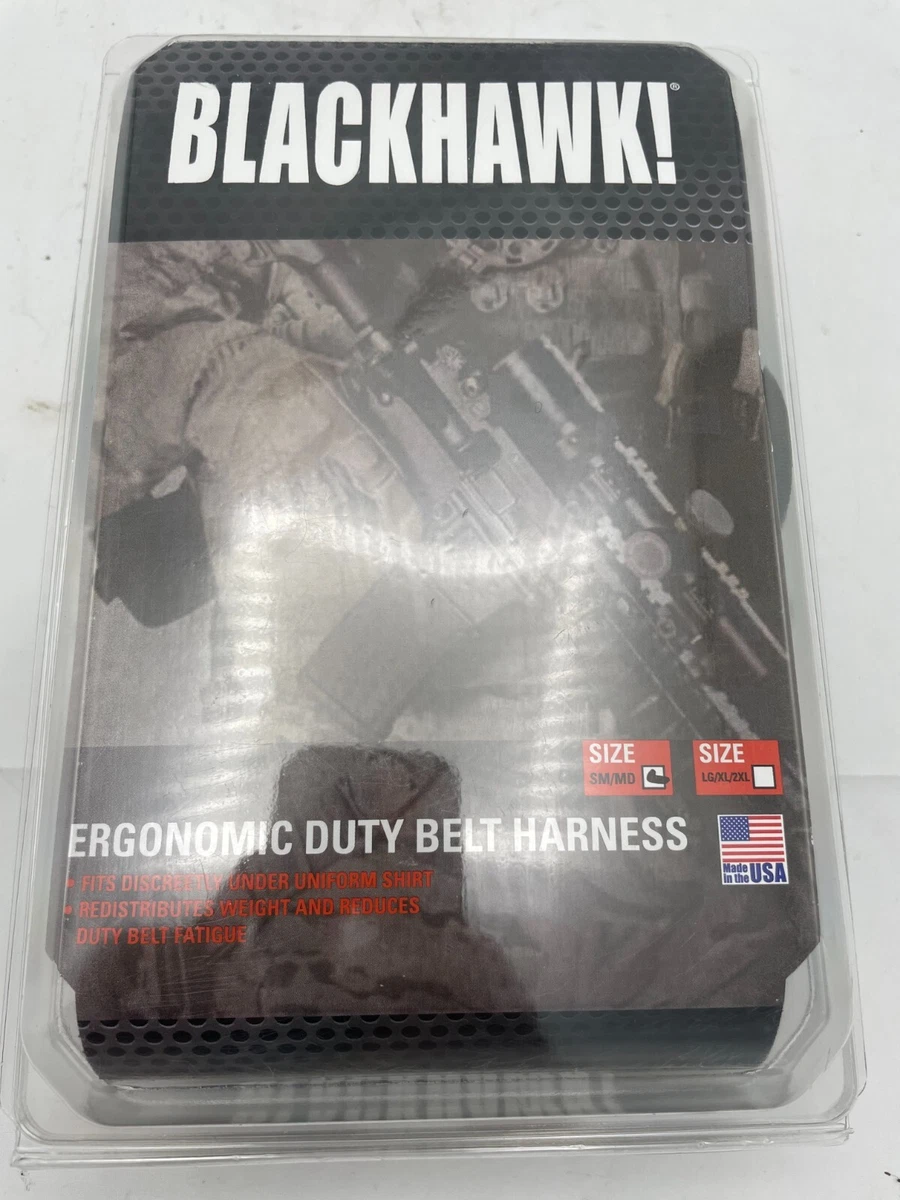 BLACKHAWK!®
SIZE
SM/MD
SIZE
LG/XL/2XL
ERGONOMIC DUTY BELT HARNESS
• FITS DISCREETLY UNDER UNIFORM SHIRT
• REDISTRIBUTES WEIGHT AND REDUCES
DUTY BELT FATIGUE
Made
in the USA
BLACKHAWK!